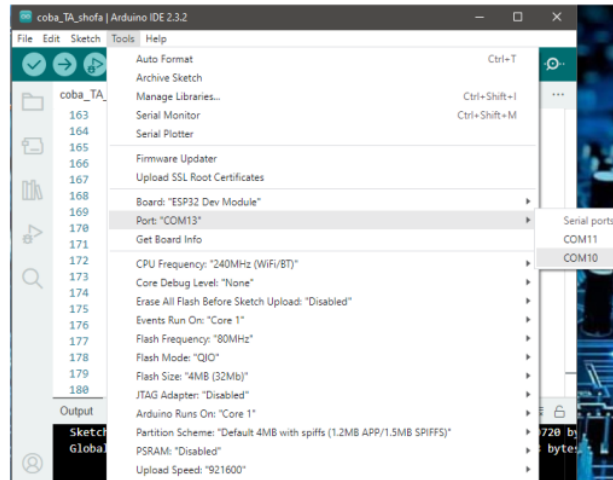 coba_TA_shofa | Arduino IDE 2.3.2
File Edit Sketch Tools Help
Auto Format Ctrl+T
Archive Sketch
coba_TA_
Manage Libraries... Ctrl+Shift+I
163
Serial Monitor Ctrl+Shift+M
164
Serial Plotter
165
166
Firmware Updater
167
Upload SSL Root Certificates
168
Board: "ESP32 Dev Module"
169
Port: "COM13"
Serial ports
170
Get Board Info
COM11
171
COM10
172
CPU Frequency: "240MHz (WiFi/BT)"
173
Core Debug Level: "None"
174
Erase All Flash Before Sketch Upload: "Disabled"
175
Events Run On: "Core 1"
176
Flash Frequency: "80MHz"
177
Flash Mode: "QIO"
178
Flash Size: "4MB (32Mb)"
179
JTAG Adapter: "Disabled"
180
Arduino Runs On: "Core 1"
Output
Partition Scheme: "Default 4MB with spiffs (1.2MB APP/1.5MB SPIFFS)"
Sketch
720 by
PSRAM: "Disabled"
Global
bytes
Upload Speed: "921600"